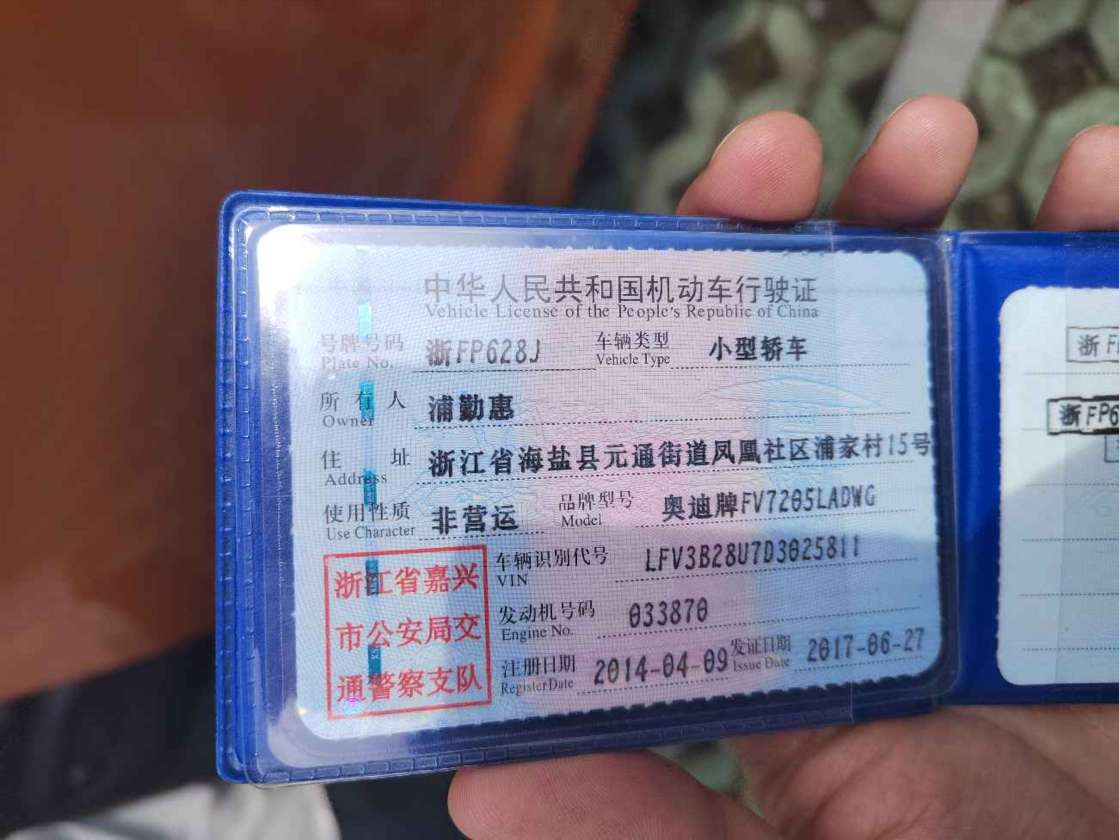 中华人民共和国机动车行驶证
Vehicle License of the People's Republic of China
号牌号码 浙FP628J 车辆类型 小型轿车
Plate No. Vehicle Type
所有人 浦勤惠
Owner
住址 浙江省海盐县元通街道凤凰社区浦家村15号
Address
使用性质 非营运 品牌型号 奥迪牌FV7205LADWG
Use Character Model
浙江省嘉兴
市公安局交
通警察支队
车辆识别代号 LFV3B28U7D3025811
VIN
发动机号码 033870
Engine No.
注册日期 2014-04-09 发证日期 2017-06-27
Register Date Issue Date
浙F
浙FP6